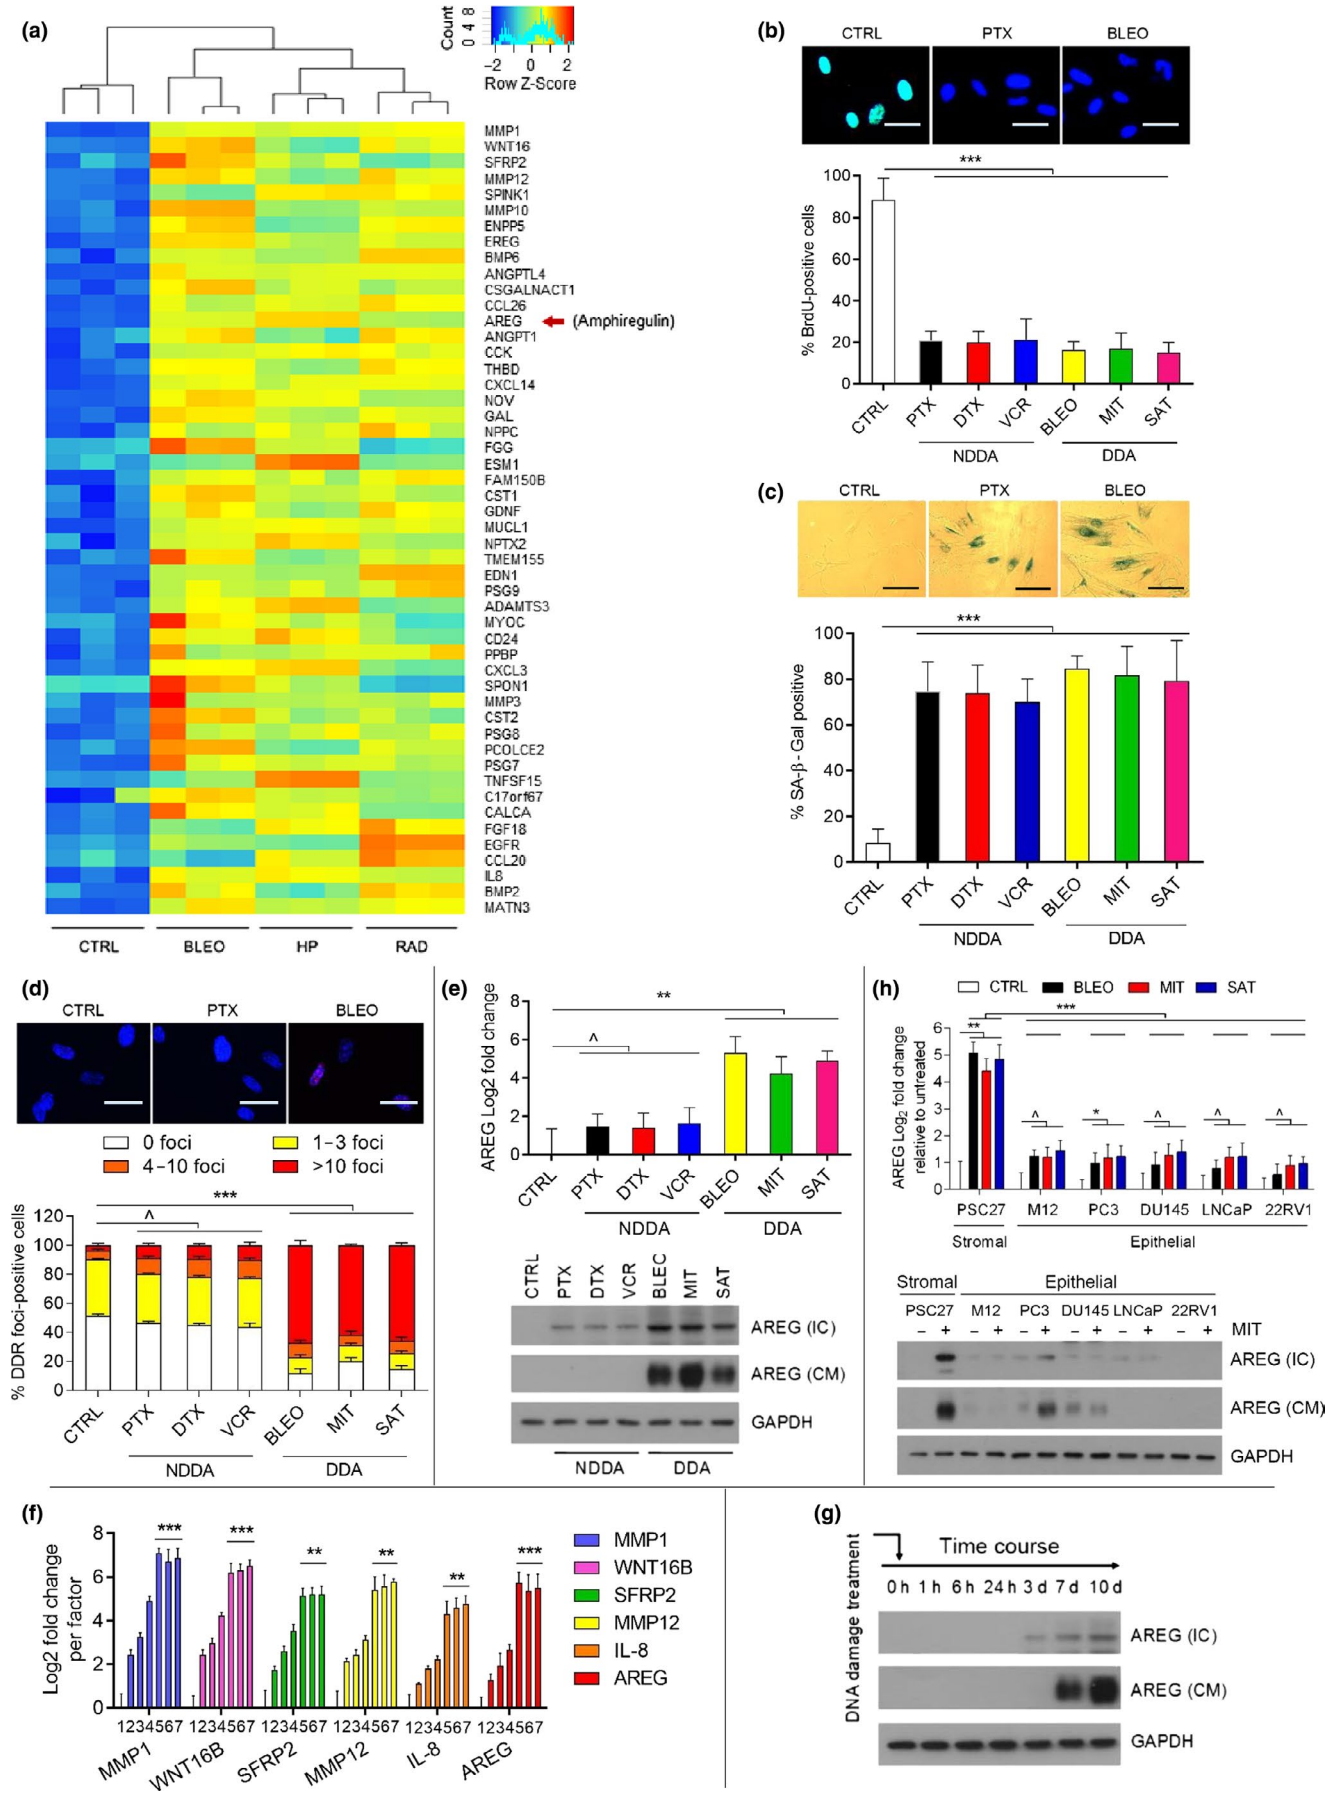 (a)
Count
0 4 8
−2 0 2
Row Z-Score
MMP1
WNT16
SFRP2
MMP12
SPINK1
MMP10
ENPP5
EREG
BMP6
ANGPTL4
CSGALNACT1
CCL26
AREG (Amphiregulin)
ANGPT1
CCK
THBD
CXCL14
NOV
GAL
NPPC
FGG
ESM1
FAM150B
CST1
GDNF
MUCL1
NPTX2
TMEM155
EDN1
PSG9
ADAMTS3
MYOC
CD24
PPBP
CXCL3
SPON1
MMP3
CST2
PSG8
PCOLCE2
PSG7
TNFSF15
C17orf67
CALCA
FGF18
EGFR
CCL20
IL8
BMP2
MATN3
CTRL BLEO HP RAD
(b)
CTRL PTX BLEO
***
% BrdU-positive cells
100
80
60
40
20
0
CTRL PTX DTX VCR BLEO MIT SAT
NDDA DDA
(c)
CTRL PTX BLEO
***
% SA-β - Gal positive
100
80
60
40
20
0
CTRL PTX DTX VCR BLEO MIT SAT
NDDA DDA
(d)
CTRL PTX BLEO
0 foci 1–3 foci
4–10 foci >10 foci
***
^
% DDR foci-positive cells
120
100
80
60
40
20
0
CTRL PTX DTX VCR BLEO MIT SAT
NDDA DDA
(e)
**
^
AREG Log2 fold change
8
6
4
2
0
CTRL PTX DTX VCR BLEO MIT SAT
NDDA DDA
CTRL PTX DTX VCR BLEC MIT SAT
AREG (IC)
AREG (CM)
GAPDH
NDDA DDA
(h)
CTRL BLEO MIT SAT
***
**
^ * ^ ^ ^
AREG Log2 fold change
relative to untreated
6
5
4
3
2
1
0
PSC27 M12 PC3 DU145 LNCaP 22RV1
Stromal Epithelial
Stromal Epithelial
PSC27 M12 PC3 DU145 LNCaP 22RV1
− + − + − + − + − + − + MIT
AREG (IC)
AREG (CM)
GAPDH
(f)
*** *** ** ** ** ***
Log2 fold change
per factor
8
6
4
2
0
1234567 1234567 1234567 1234567 1234567 1234567
MMP1 WNT16B SFRP2 MMP12 IL-8 AREG
MMP1
WNT16B
SFRP2
MMP12
IL-8
AREG
(g)
DNA damage treatment
Time course
0 h 1 h 6 h 24 h 3 d 7 d 10 d
AREG (IC)
AREG (CM)
GAPDH